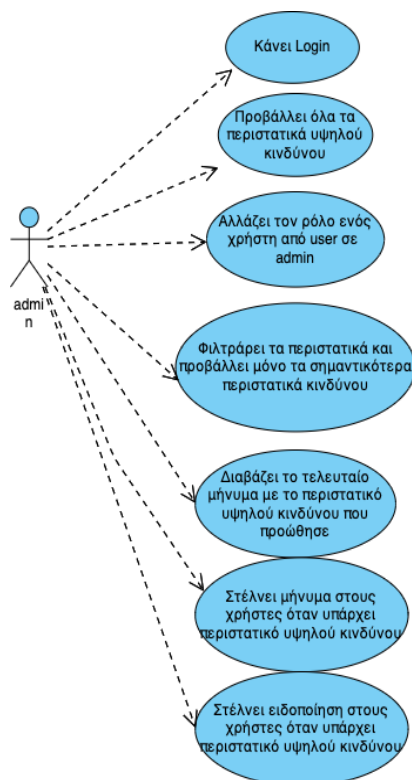 Κάνει Login
Προβάλλει όλα τα
περιστατικά υψηλού
κινδύνου
Αλλάζει τον ρόλο ενός
χρήστη από user σε
admin
admi
n
Φιλτράρει τα περιστατικά και
προβάλλει μόνο τα σημαντικότερα
περιστατικά κινδύνου
Διαβάζει το τελευταίο
μήνυμα με το περιστατικό
υψηλού κινδύνου που
προώθησε
Στέλνει μήνυμα στους
χρήστες όταν υπάρχει
περιστατικό υψηλού κινδύνου
Στέλνει ειδοποίηση στους
χρήστες όταν υπάρχει
περιστατικό υψηλού κινδύνου